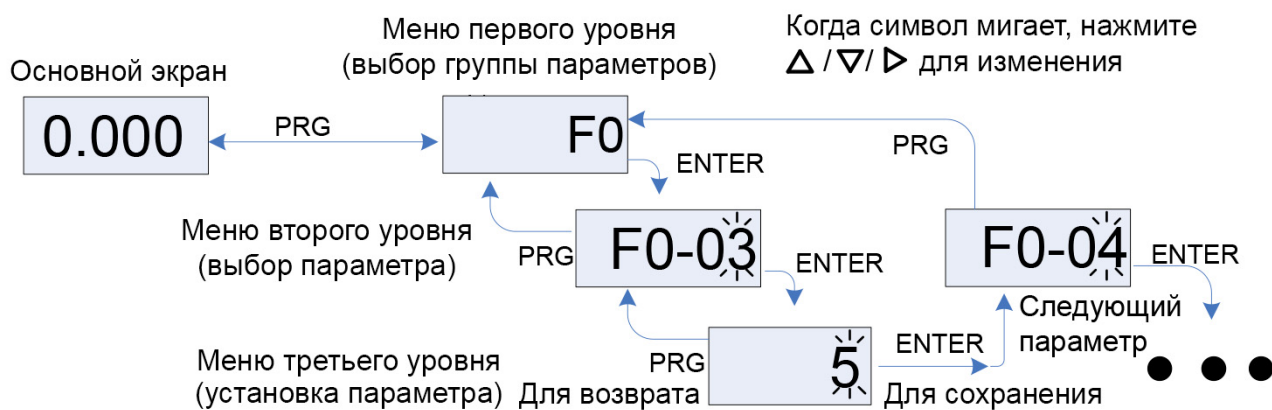 Основной экран
0.000
PRG
Меню первого уровня
(выбор группы параметров)
F0
ENTER
Когда символ мигает, нажмите
△ /▽/ ▷ для изменения
PRG
Меню второго уровня
(выбор параметра)
PRG
F0-03
ENTER
F0-04
ENTER
Следующий
параметр
Меню третьего уровня
(установка параметра)
PRG
Для возврата
5
ENTER
Для сохранения